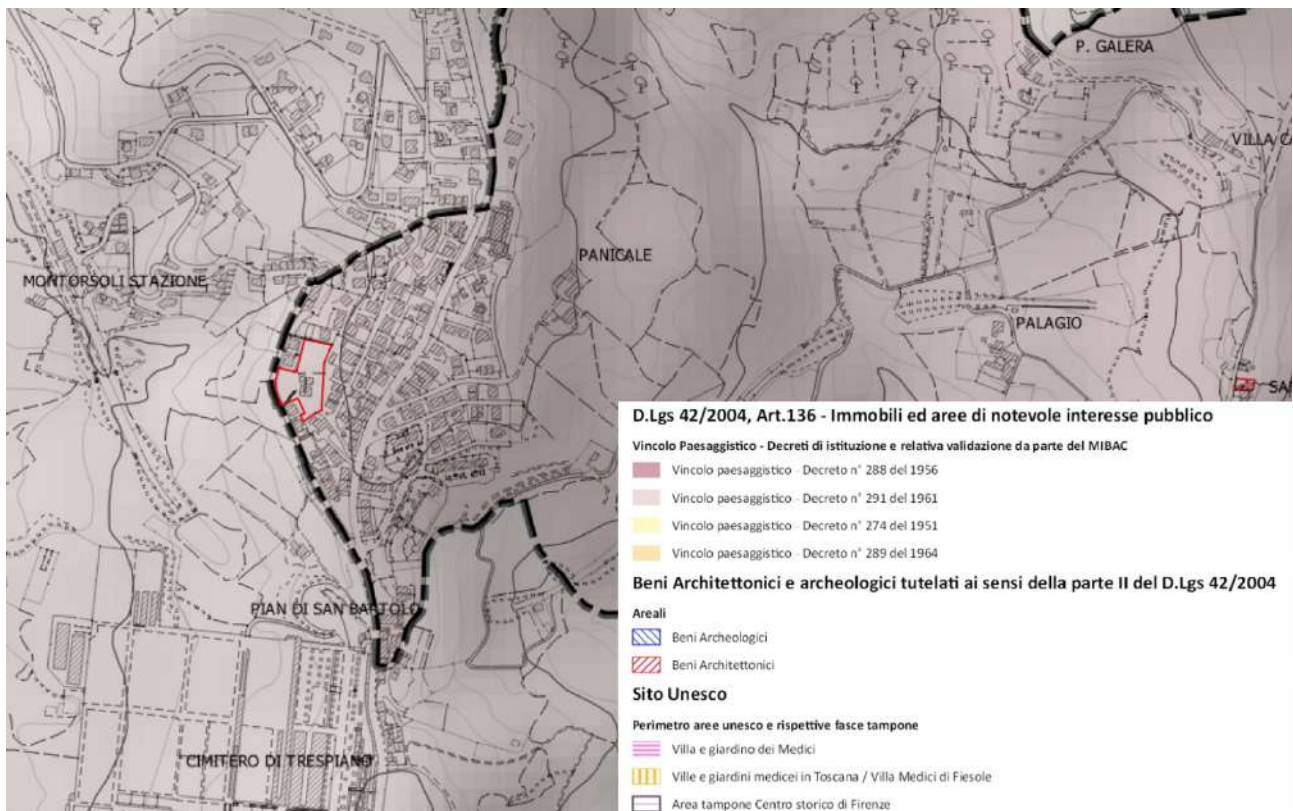 P. GALERA
VILLA CA
PANICALE
MONTORSOLI STAZIONE
PALAGIO
SAN
PIAN DI SAN BARTOLO
CIMITERO DI TRESPIANO
D.Lgs 42/2004, Art.136 - Immobili ed aree di notevole interesse pubblico
Vincolo Paesaggistico - Decreti di istituzione e relativa validazione da parte del MIBAC
Vincolo paesaggistico - Decreto n° 288 del 1956
Vincolo paesaggistico - Decreto n° 291 del 1961
Vincolo paesaggistico - Decreto n° 274 del 1951
Vincolo paesaggistico - Decreto n° 289 del 1964
Beni Architettonici e archeologici tutelati ai sensi della parte II del D.Lgs 42/2004
Areali
Beni Archeologici
Beni Architettonici
Sito Unesco
Perimetro aree unesco e rispettive fasce tampone
Villa e giardino dei Medici
Ville e giardini medicei in Toscana / Villa Medici di Fiesole
Area tampone Centro storico di Firenze